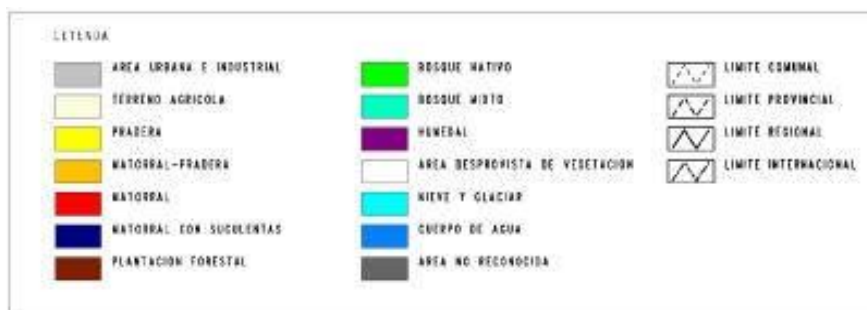 LEYENDA
AREA URBANA E INDUSTRIAL
TERRENO AGRICOLA
PRADERA
MATORRAL-PRADERA
MATORRAL
MATORRAL CON SUCULENTAS
PLANTACION FORESTAL
BOSQUE NATIVO
BOSQUE MIXTO
HUMEDAL
AREA DESPROVISTA DE VEGETACION
NIEVE Y GLACIAR
CUERPO DE AGUA
AREA NO RECONOCIDA
LIMITE COMUNAL
LIMITE PROVINCIAL
LIMITE REGIONAL
LIMITE INTERNACIONAL